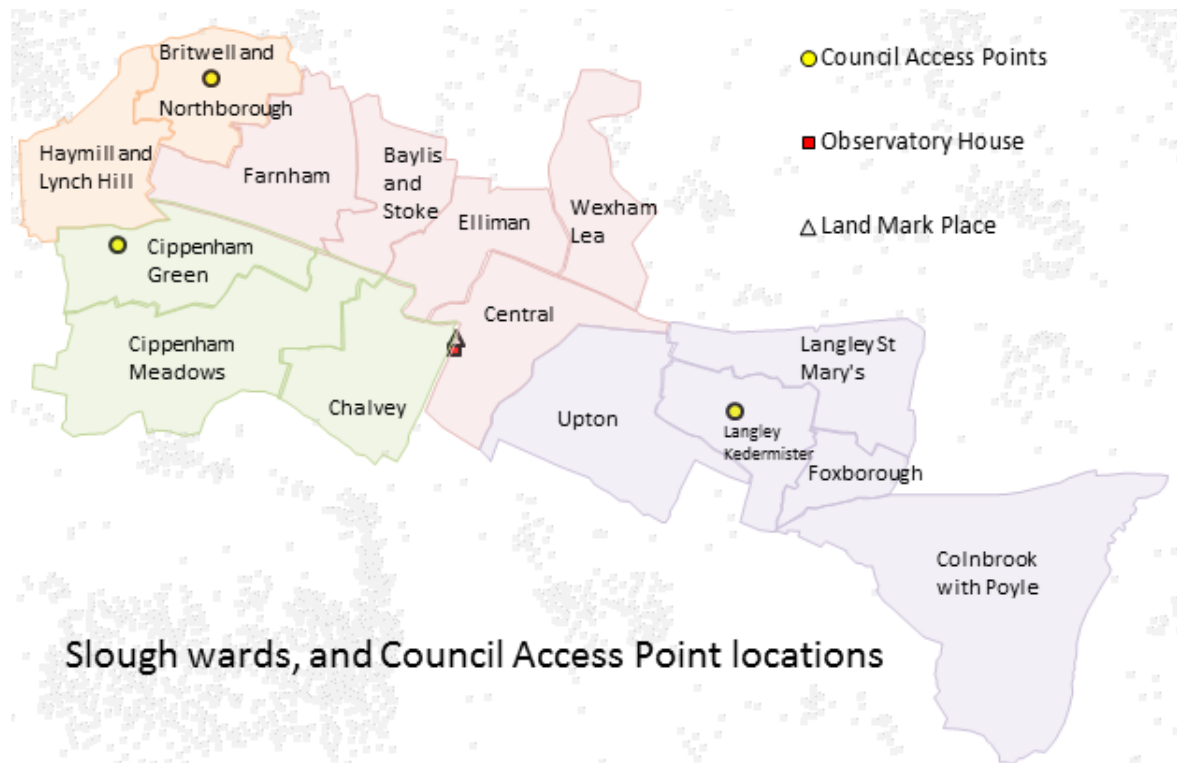 Britwell and
Northborough
Haymill and
Lynch Hill
Farnham
Baylis
and
Stoke
Elliman
Wexham
Lea
Cippenham
Green
Cippenham
Meadows
Chalvey
Central
Upton
Langley St
Mary's
Langley
Kedermister
Foxborough
Colnbrook
with Poyle
Council Access Points
Observatory House
Land Mark Place
Slough wards, and Council Access Point locations